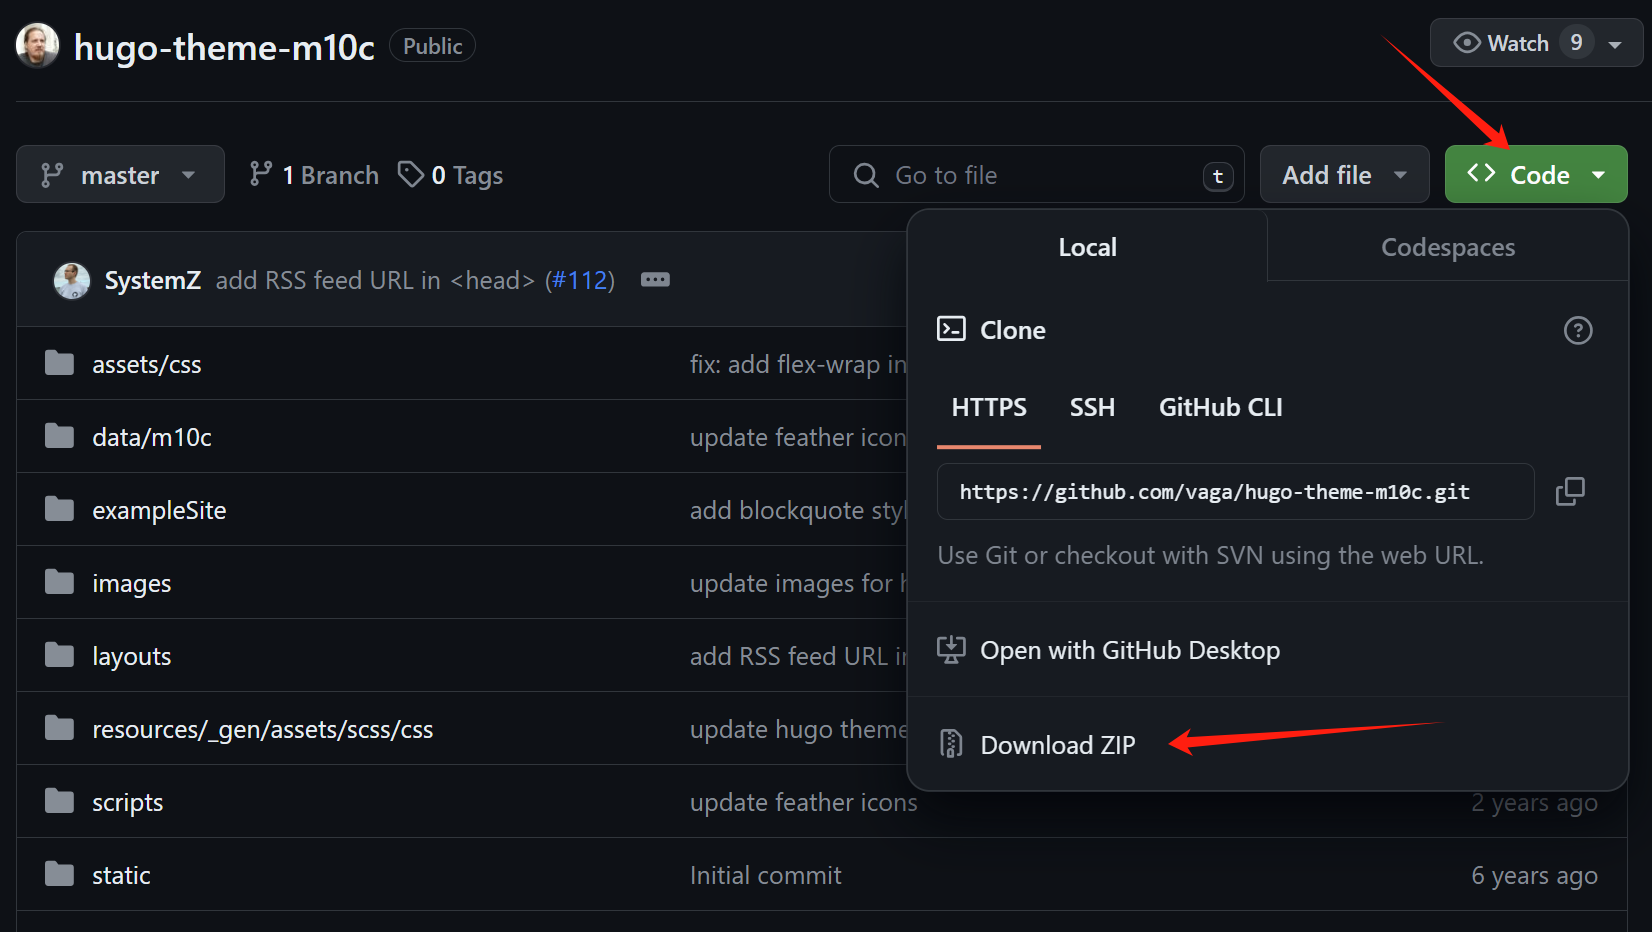 hugo-theme-m10c Public
Watch 9
master 1 Branch 0 Tags
Go to file t
Add file
<> Code
SystemZ add RSS feed URL in <head> (#112)
assets/css fix: add flex-wrap in
data/m10c update feather icon
exampleSite add blockquote styl
images update images for
layouts add RSS feed URL in
resources/_gen/assets/scss/css update hugo theme
scripts update feather icons 2 years ago
static Initial commit 6 years ago
Local Codespaces
Clone
HTTPS SSH GitHub CLI
https://github.com/vaga/hugo-theme-m10c.git
Use Git or checkout with SVN using the web URL.
Open with GitHub Desktop
Download ZIP